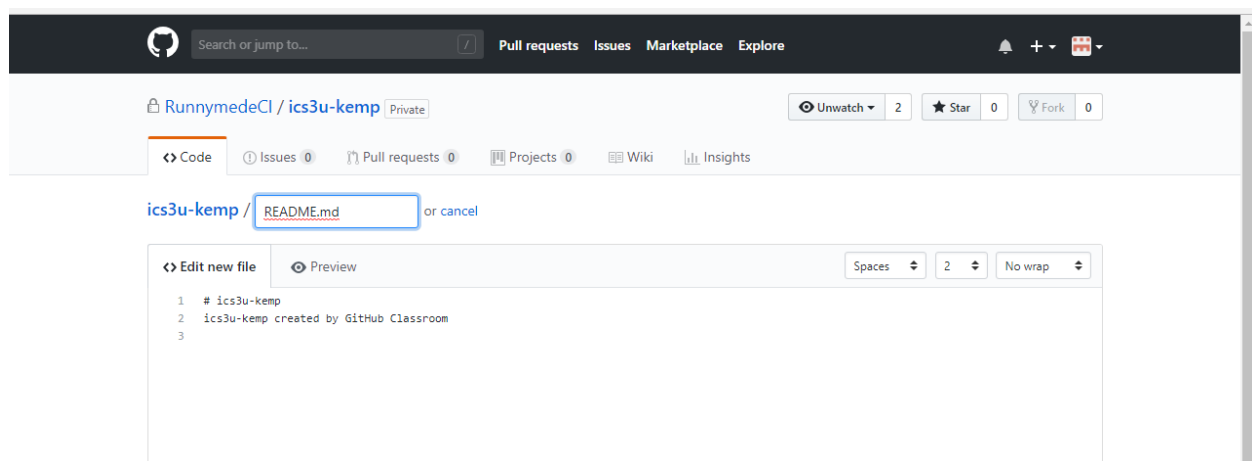 Search or jump to... / Pull requests Issues Marketplace Explore
RunnymedeCI / ics3u-kemp Private Unwatch 2 Star 0 Fork 0
Code Issues 0 Pull requests 0 Projects 0 Wiki Insights
ics3u-kemp / README.md or cancel
Edit new file Preview Spaces 2 No wrap
1 # ics3u-kemp
2 ics3u-kemp created by GitHub Classroom
3